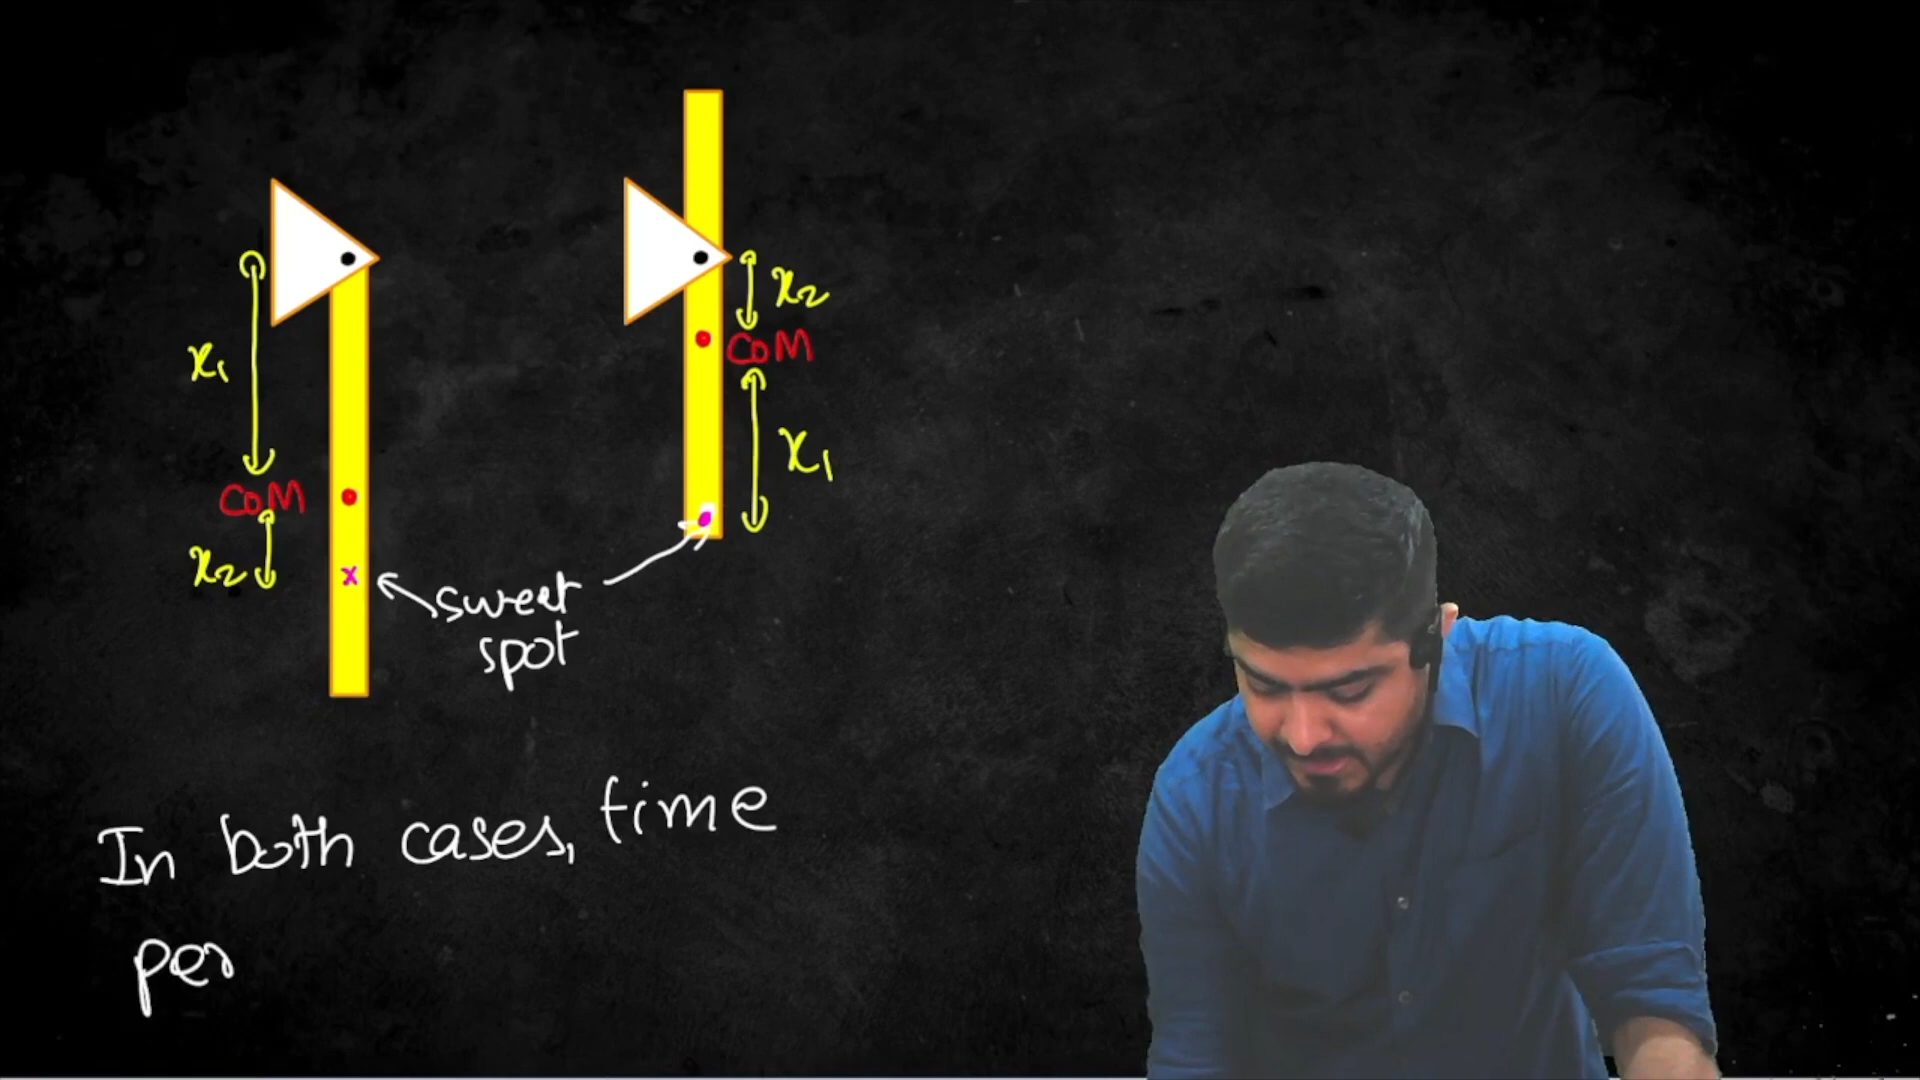 x₁
COM
x₂
x₂
COM
x₁
sweet
spot
In both cases, time
per